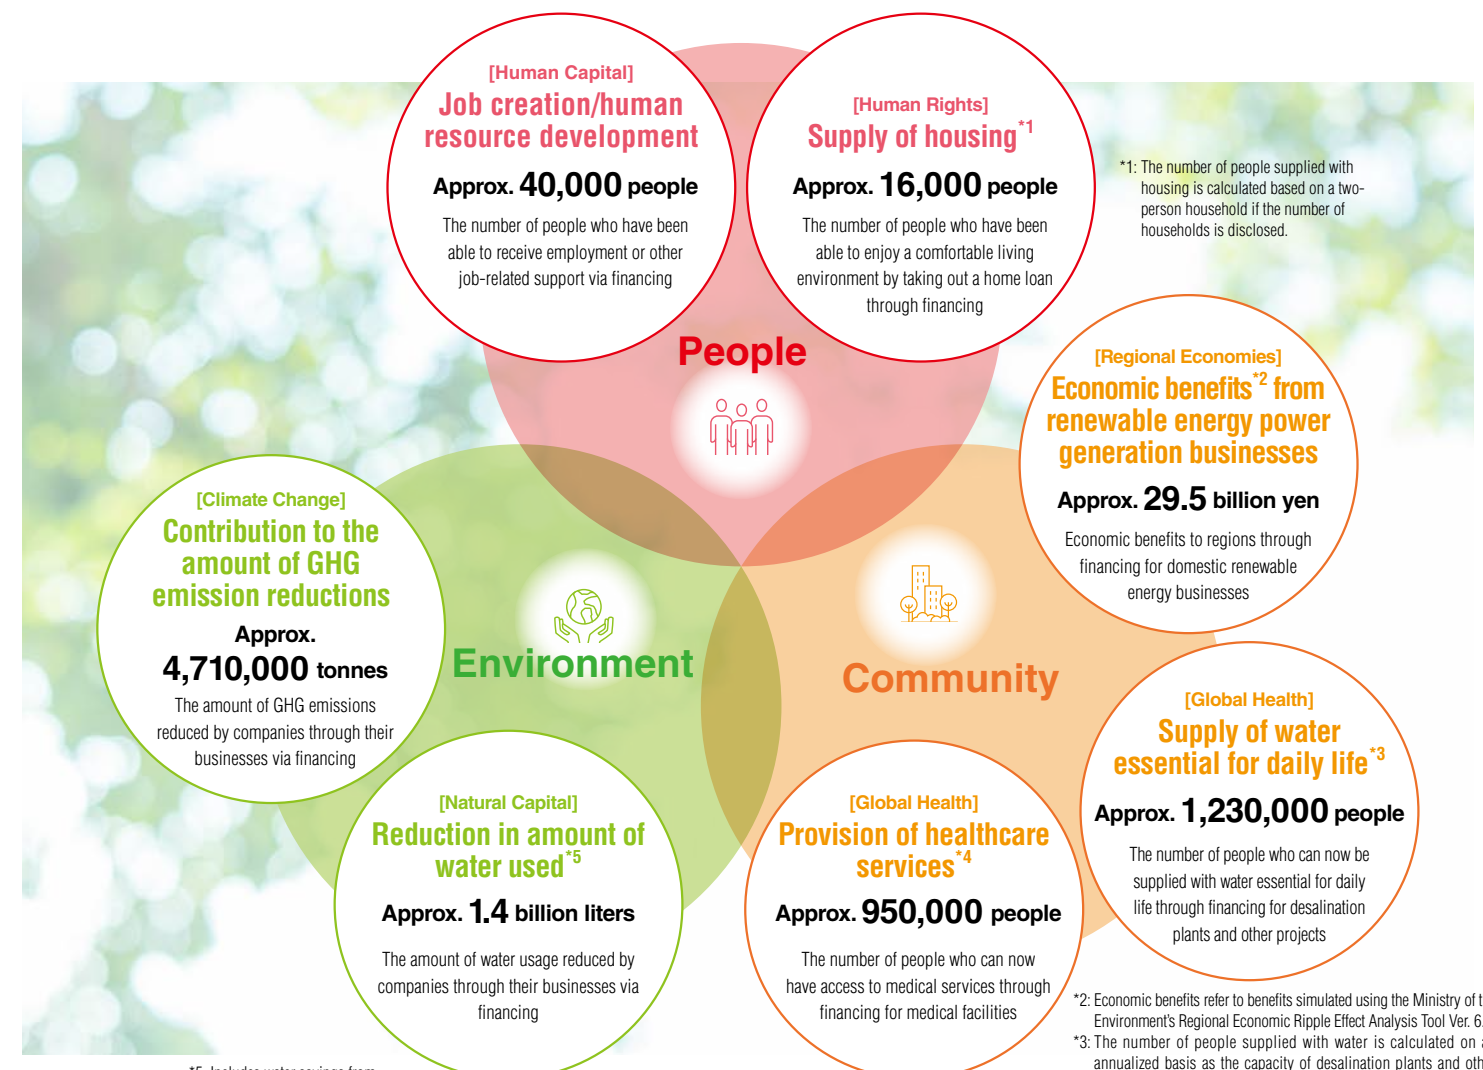 [Human Capital]
Job creation/human
resource development
Approx. 40,000 people
The number of people who have been
able to receive employment or other
job-related support via financing
[Human Rights]
Supply of housing*1
Approx. 16,000 people
The number of people who have been
able to enjoy a comfortable living
environment by taking out a home loan
through financing
*1: The number of people supplied with
housing is calculated based on a two-
person household if the number of
households is disclosed.
People
[Regional Economies]
Economic benefits*2 from
renewable energy power
generation businesses
Approx. 29.5 billion yen
Economic benefits to regions through
financing for domestic renewable
energy businesses
[Climate Change]
Contribution to the
amount of GHG
emission reductions
Approx.
4,710,000 tonnes
The amount of GHG emissions
reduced by companies through their
businesses via financing
Environment
Community
[Global Health]
Supply of water
essential for daily life*3
Approx. 1,230,000 people
The number of people who can now be
supplied with water essential for daily
life through financing for desalination
plants and other projects
[Natural Capital]
Reduction in amount of
water used*5
Approx. 1.4 billion liters
The amount of water usage reduced by
companies through their businesses via
financing
[Global Health]
Provision of healthcare
services*4
Approx. 950,000 people
The number of people who can now
have access to medical services through
financing for medical facilities
*2: Economic benefits refer to benefits simulated using the Ministry of
Environment's Regional Economic Ripple Effect Analysis Tool Ver. 6.
*3: The number of people supplied with water is calculated on
annualized basis as the capacity of desalination plants and